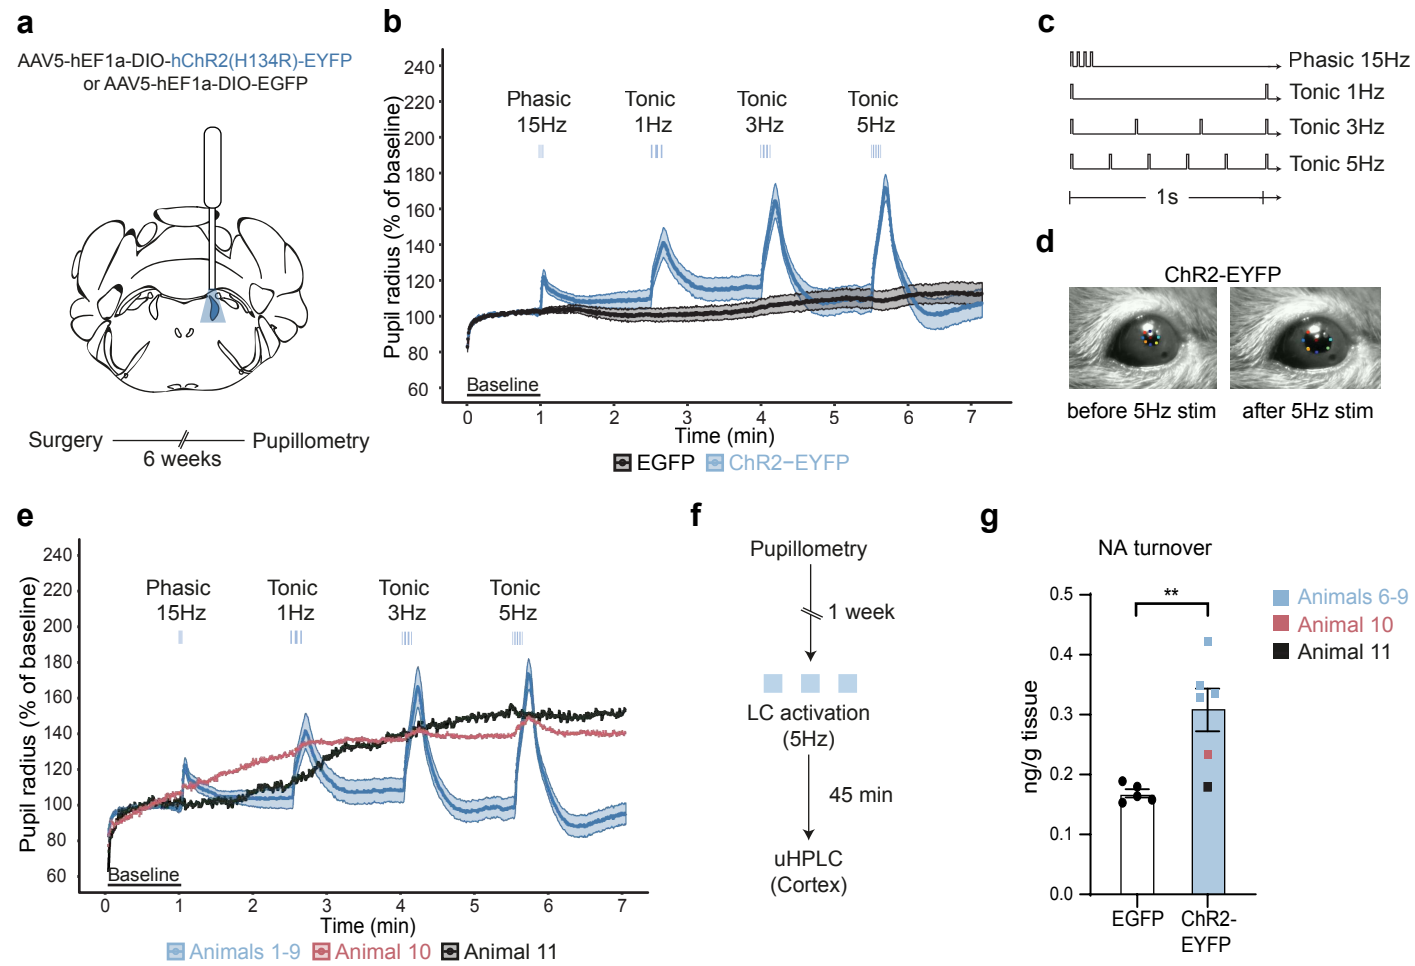 a
AAV5-hEF1a-DIO-hChR2(H134R)-EYFP
or AAV5-hEF1a-DIO-EGFP
Surgery
6 weeks
Pupillometry
b
Pupil radius (% of baseline)
240
220
200
180
160
140
120
100
80
60
Phasic
15Hz
Tonic
1Hz
Tonic
3Hz
Tonic
5Hz
Baseline
0 1 2 3 4 5 6 7
Time (min)
EGFP ChR2−EYFP
c
Phasic 15Hz
Tonic 1Hz
Tonic 3Hz
Tonic 5Hz
1s
d
ChR2-EYFP
before 5Hz stim
after 5Hz stim
e
Pupil radius (% of baseline)
240
220
200
180
160
140
120
100
80
60
Phasic
15Hz
Tonic
1Hz
Tonic
3Hz
Tonic
5Hz
Baseline
0 1 2 3 4 5 6 7
Time (min)
Animals 1-9 Animal 10 Animal 11
f
Pupillometry
1 week
LC activation
(5Hz)
45 min
uHPLC
(Cortex)
g
NA turnover
ng/g tissue
0.5
0.4
0.3
0.2
0.1
0.0
**
EGFP
ChR2-
EYFP
Animals 6-9
Animal 10
Animal 11